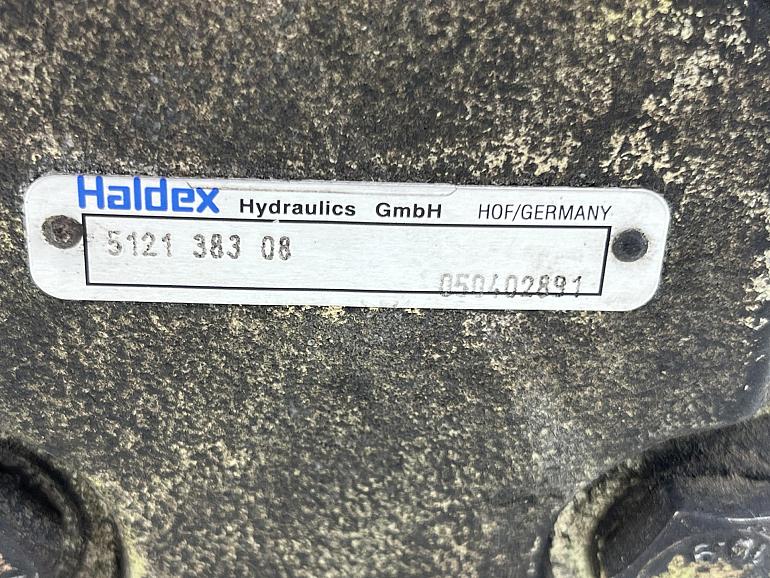 Haldex Hydraulics GmbH HOF/GERMANY
5121 383 08
050402891